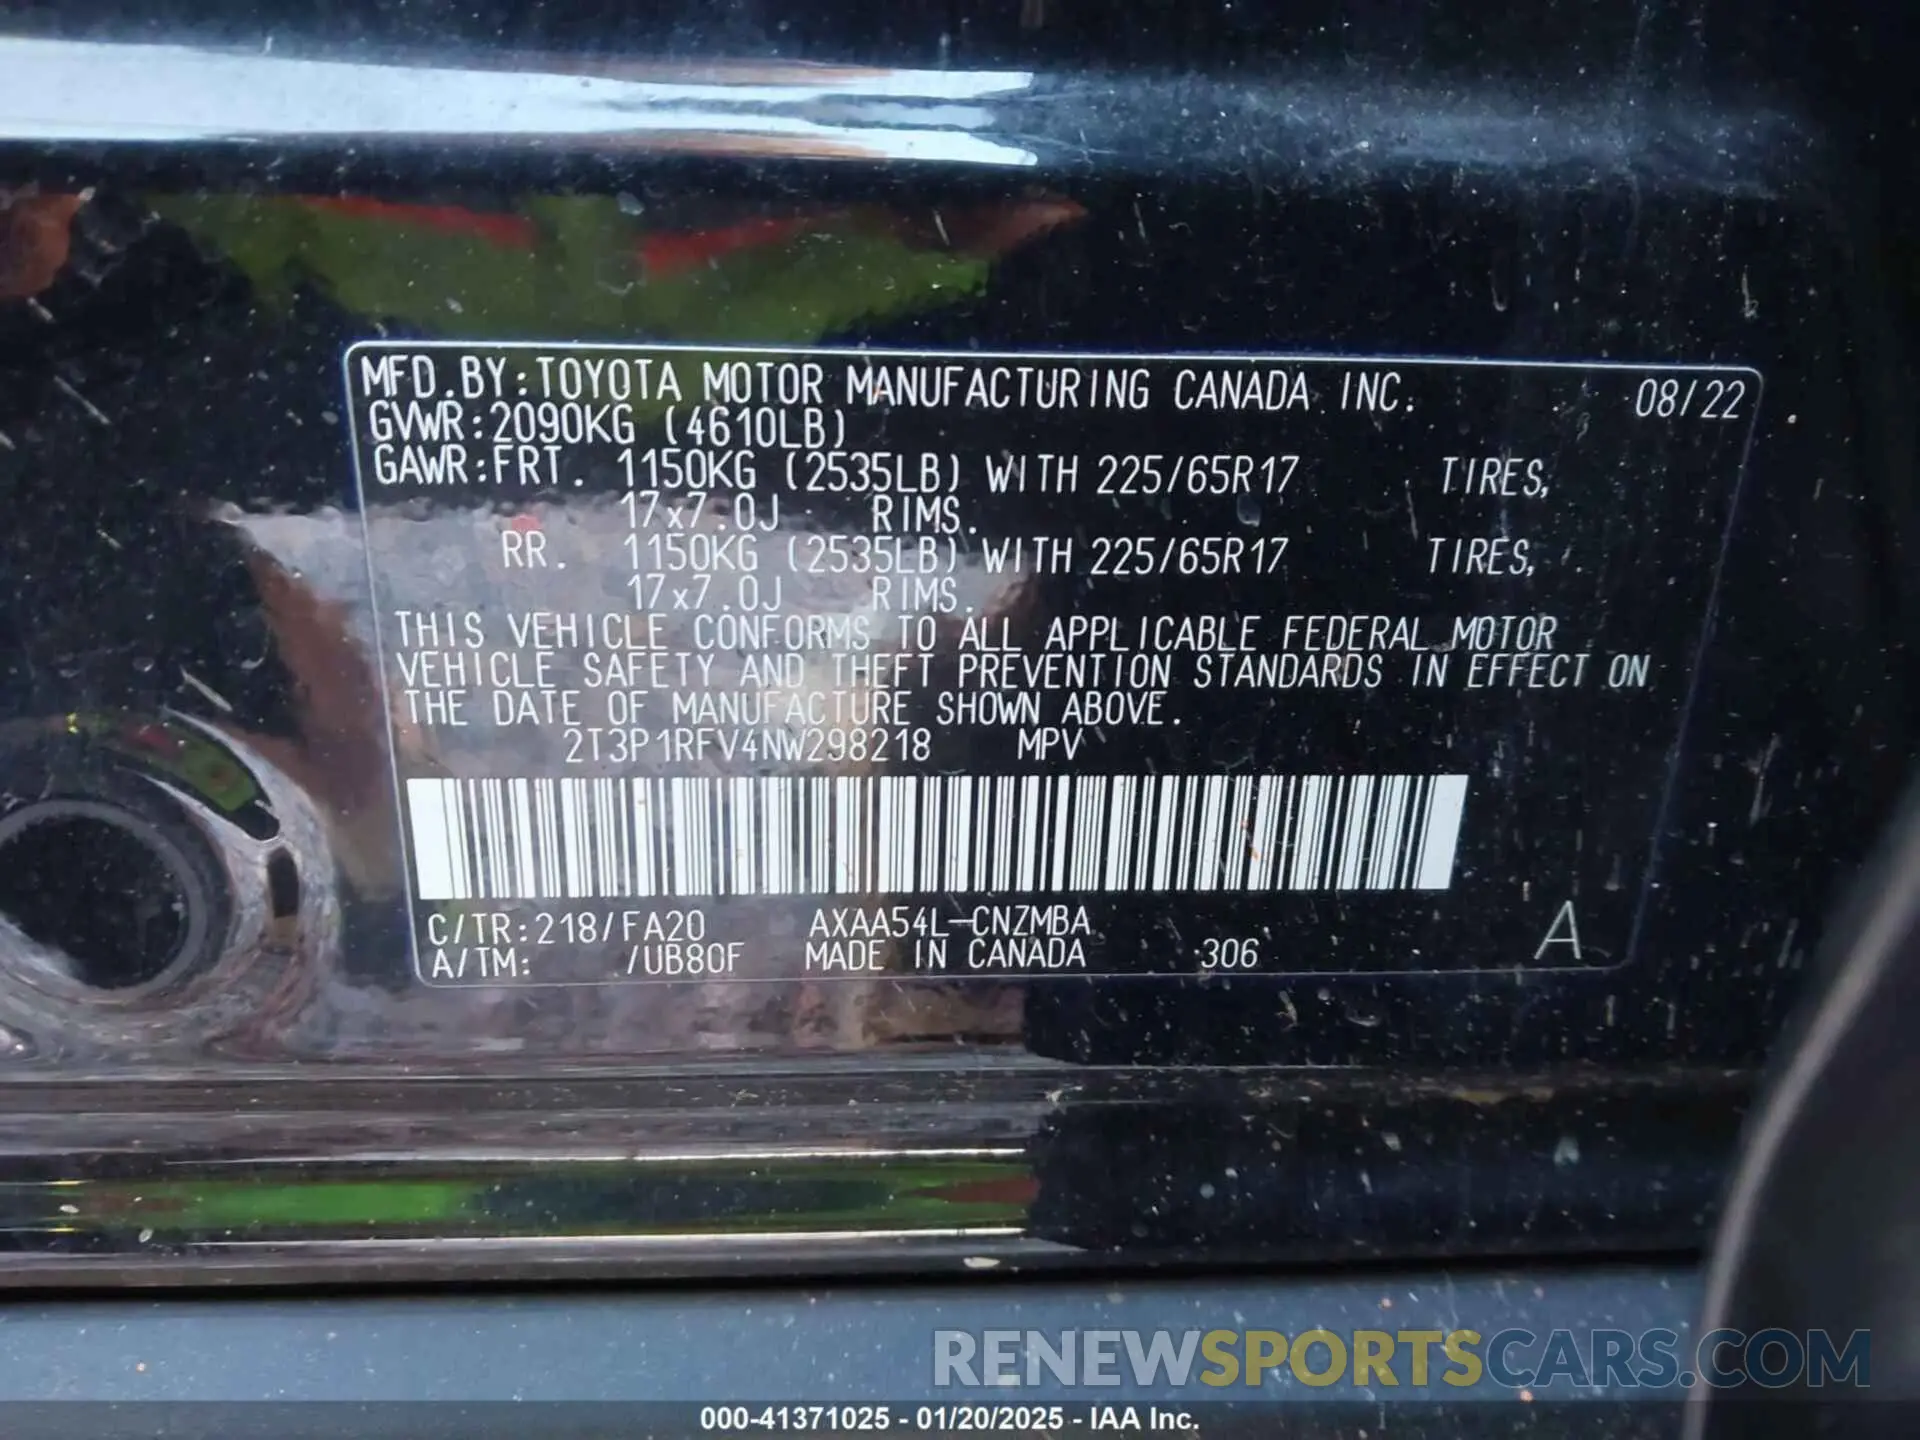 MFD.BY:TOYOTA MOTOR MANUFACTURING CANADA INC. 08/22
GVWR:2090KG (4610LB)
GAWR:FRT. 1150KG (2535LB) WITH 225/65R17 TIRES,
17x7.0J RIMS.
RR. 1150KG (2535LB) WITH 225/65R17 TIRES,
17x7.0J RIMS.
THIS VEHICLE CONFORMS TO ALL APPLICABLE FEDERAL MOTOR
VEHICLE SAFETY AND THEFT PREVENTION STANDARDS IN EFFECT ON
THE DATE OF MANUFACTURE SHOWN ABOVE.
2T3P1RFV4NW298218 MPV
C/TR:218/FA20 AXAA54L-CNZMBA
A/TM: /UB80F MADE IN CANADA 306 A
RENEWSPORTSCARS.COM
000-41371025 - 01/20/2025 - IAA Inc.